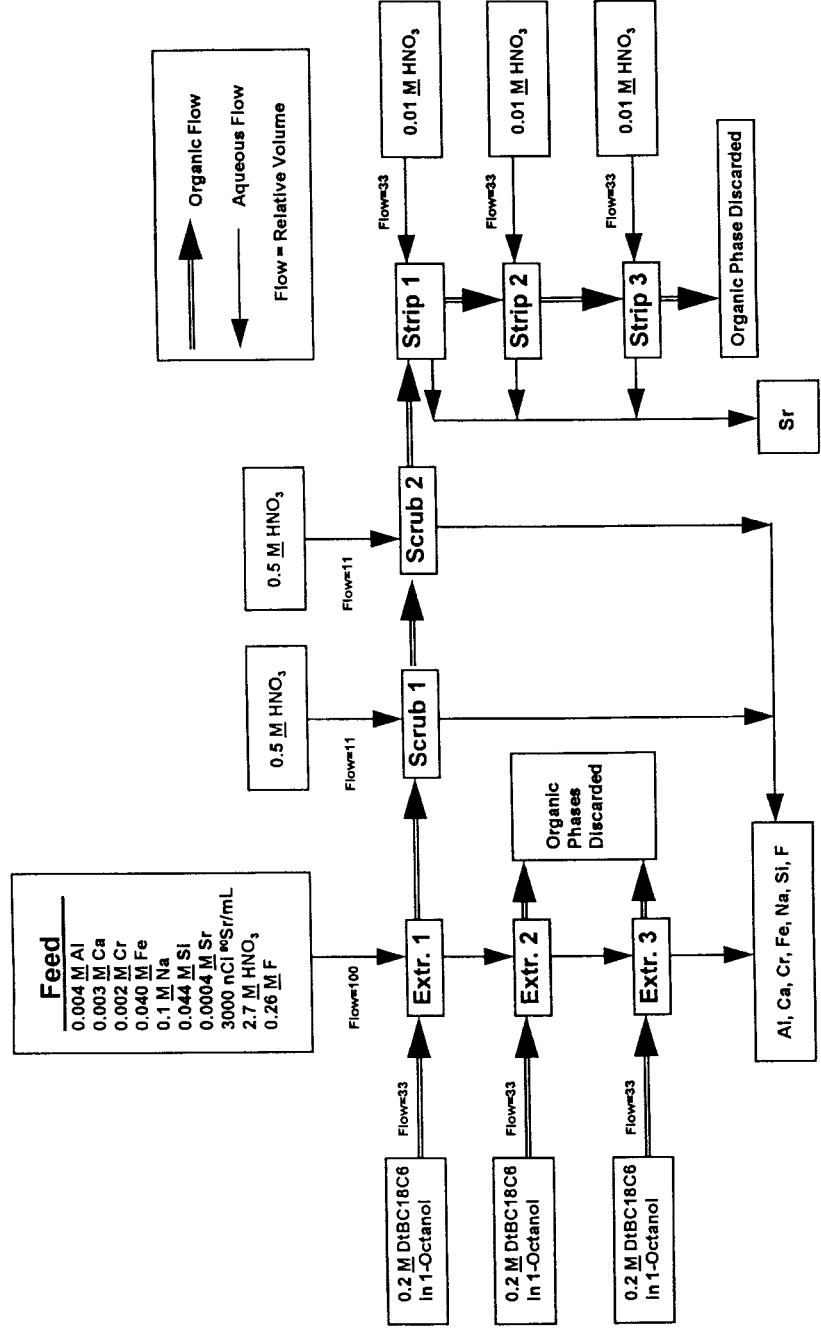 Feed
0.004 M Al
0.003 M Ca
0.002 M Cr
0.040 M Fe
0.1 M Na
0.044 M Si
0.0004 M Sr
3000 nCi ⁹⁰Sr/mL
2.7 M HNO₃
0.26 M F
Flow=100
0.5 M HNO₃
Flow=11
0.5 M HNO₃
Flow=11
Organic Flow
Aqueous Flow
Flow = Relative Volume
0.2 M DtBC18C6
in 1-Octanol
Flow=33
Extr. 1
Scrub 1
Scrub 2
Strip 1
Flow=33
0.01 M HNO₃
0.2 M DtBC18C6
in 1-Octanol
Flow=33
Extr. 2
Organic
Phases
Discarded
Strip 2
Flow=33
0.01 M HNO₃
0.2 M DtBC18C6
in 1-Octanol
Flow=33
Extr. 3
Strip 3
Flow=33
0.01 M HNO₃
Al, Ca, Cr, Fe, Na, Si, F
Sr
Organic Phase Discarded